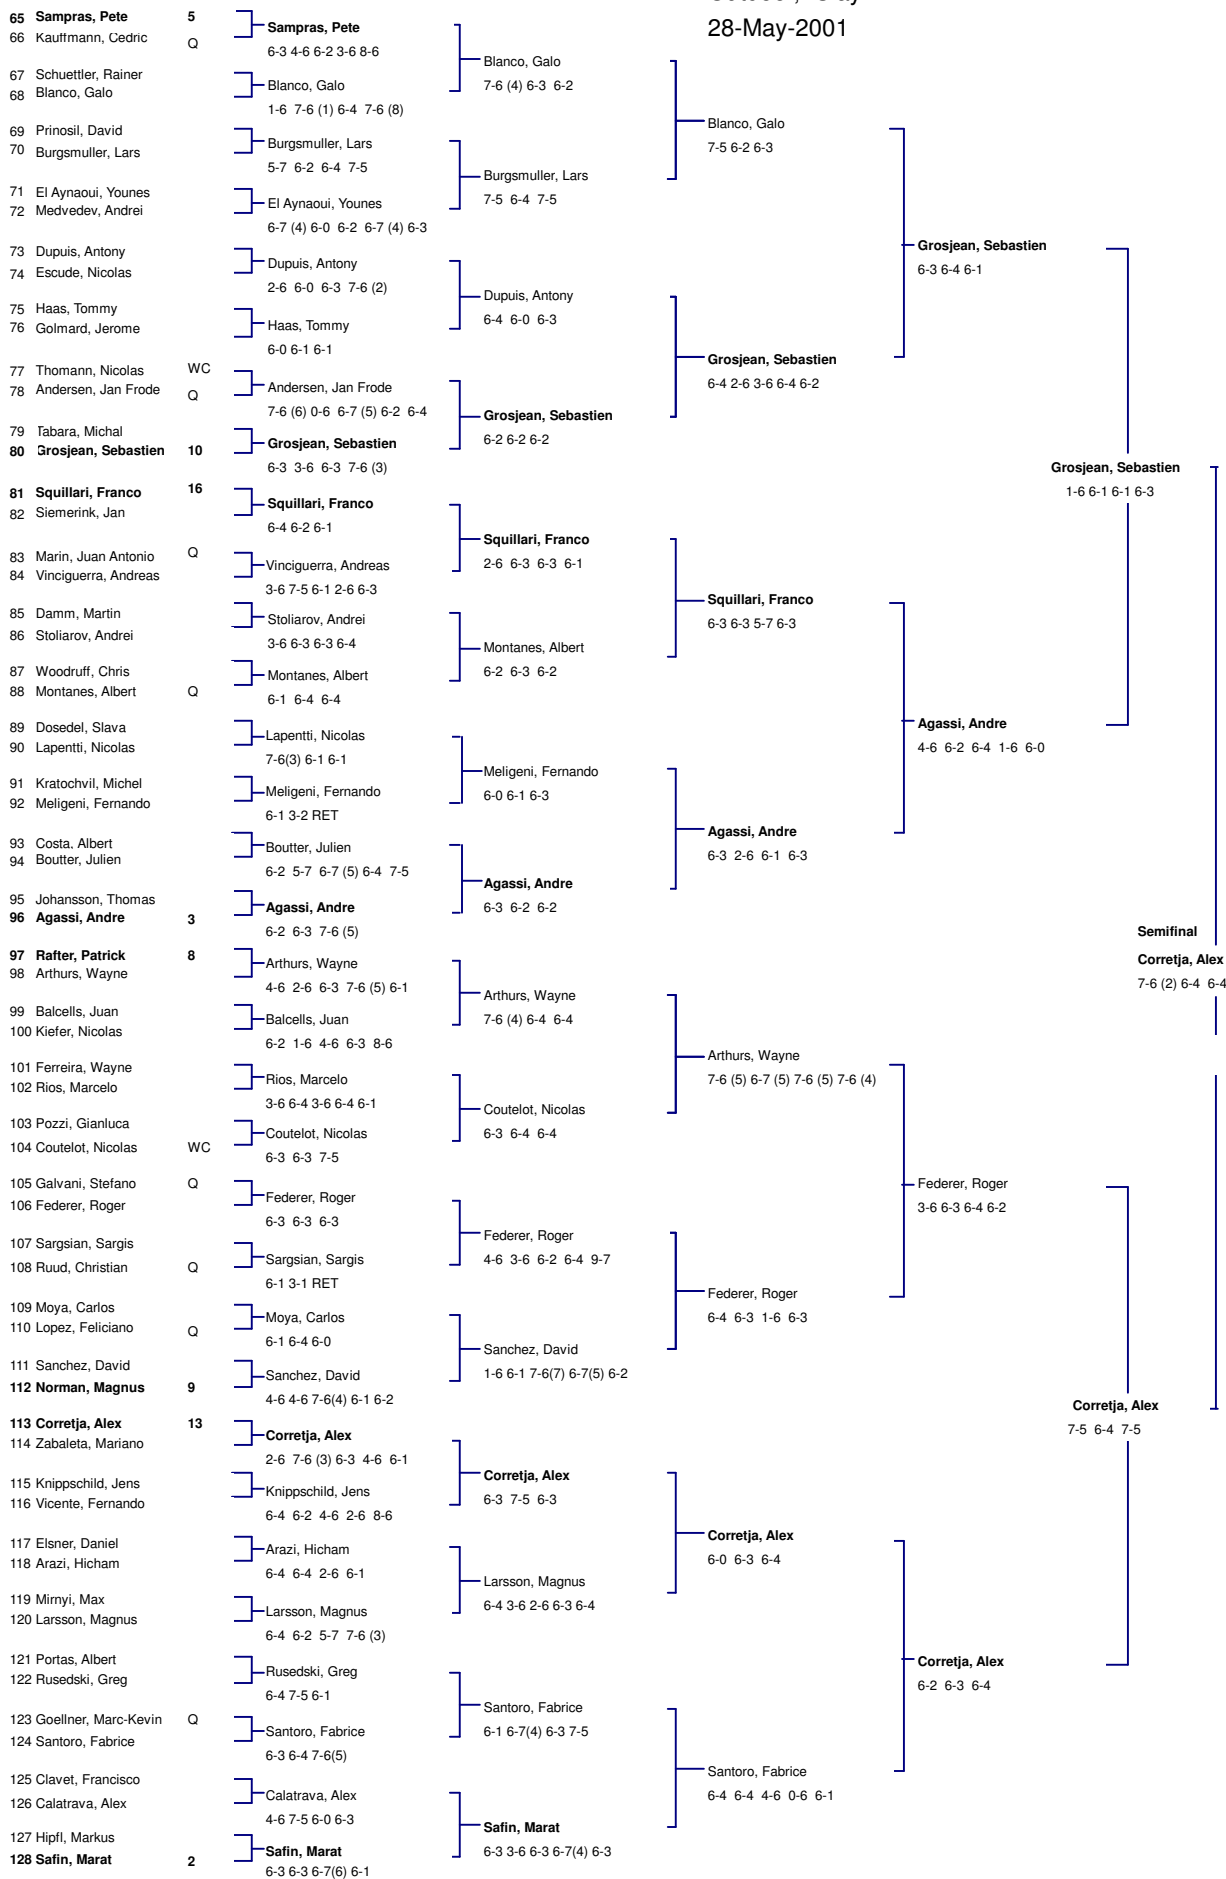 28-May-2001
65 Sampras, Pete 5
66 Kauffmann, Cedric Q
67 Schuettler, Rainer
68 Blanco, Galo
69 Prinosil, David
70 Burgsmuller, Lars
71 El Aynaoui, Younes
72 Medvedev, Andrei
73 Dupuis, Antony
74 Escude, Nicolas
75 Haas, Tommy
76 Golmard, Jerome
77 Thomann, Nicolas WC
78 Andersen, Jan Frode Q
79 Tabara, Michal
80 Grosjean, Sebastien 10
81 Squillari, Franco 16
82 Siemerink, Jan
83 Marin, Juan Antonio Q
84 Vinciguerra, Andreas
85 Damm, Martin
86 Stoliarov, Andrei
87 Woodruff, Chris
88 Montanes, Albert Q
89 Dosedel, Slava
90 Lapentti, Nicolas
91 Kratochvil, Michel
92 Meligeni, Fernando
93 Costa, Albert
94 Boutter, Julien
95 Johansson, Thomas
96 Agassi, Andre 3
97 Rafter, Patrick 8
98 Arthurs, Wayne
99 Balcells, Juan
100 Kiefer, Nicolas
101 Ferreira, Wayne
102 Rios, Marcelo
103 Pozzi, Gianluca
104 Coutelot, Nicolas WC
105 Galvani, Stefano Q
106 Federer, Roger
107 Sargsian, Sargis
108 Ruud, Christian Q
109 Moya, Carlos
110 Lopez, Feliciano Q
111 Sanchez, David
112 Norman, Magnus 9
113 Corretja, Alex 13
114 Zabaleta, Mariano
115 Knippschild, Jens
116 Vicente, Fernando
117 Elsner, Daniel
118 Arazi, Hicham
119 Mirnyi, Max
120 Larsson, Magnus
121 Portas, Albert
122 Rusedski, Greg
123 Goellner, Marc-Kevin Q
124 Santoro, Fabrice
125 Clavet, Francisco
126 Calatrava, Alex
127 Hipfl, Markus
128 Safin, Marat 2
Sampras, Pete
6-3 4-6 6-2 3-6 8-6
Blanco, Galo
1-6 7-6 (1) 6-4 7-6 (8)
Burgsmuller, Lars
5-7 6-2 6-4 7-5
El Aynaoui, Younes
6-7 (4) 6-0 6-2 6-7 (4) 6-3
Dupuis, Antony
2-6 6-0 6-3 7-6 (2)
Haas, Tommy
6-0 6-1 6-1
Andersen, Jan Frode
7-6 (6) 0-6 6-7 (5) 6-2 6-4
Grosjean, Sebastien
6-3 3-6 6-3 7-6 (3)
Squillari, Franco
6-4 6-2 6-1
Vinciguerra, Andreas
3-6 7-5 6-1 2-6 6-3
Stoliarov, Andrei
3-6 6-3 6-3 6-4
Montanes, Albert
6-1 6-4 6-4
Lapentti, Nicolas
7-6(3) 6-1 6-1
Meligeni, Fernando
6-1 3-2 RET
Boutter, Julien
6-2 5-7 6-7 (5) 6-4 7-5
Agassi, Andre
6-2 6-3 7-6 (5)
Arthurs, Wayne
4-6 2-6 6-3 7-6 (5) 6-1
Balcells, Juan
6-2 1-6 4-6 6-3 8-6
Rios, Marcelo
3-6 6-4 3-6 6-4 6-1
Coutelot, Nicolas
6-3 6-3 7-5
Federer, Roger
6-3 6-3 6-3
Sargsian, Sargis
6-1 3-1 RET
Moya, Carlos
6-1 6-4 6-0
Sanchez, David
4-6 4-6 7-6(4) 6-1 6-2
Corretja, Alex
2-6 7-6 (3) 6-3 4-6 6-1
Knippschild, Jens
6-4 6-2 4-6 2-6 8-6
Arazi, Hicham
6-4 6-4 2-6 6-1
Larsson, Magnus
6-4 6-2 5-7 7-6 (3)
Rusedski, Greg
6-4 7-5 6-1
Santoro, Fabrice
6-3 6-4 7-6(5)
Calatrava, Alex
4-6 7-5 6-0 6-3
Safin, Marat
6-3 6-3 6-7(6) 6-1
Blanco, Galo
7-6 (4) 6-3 6-2
Burgsmuller, Lars
7-5 6-4 7-5
Dupuis, Antony
6-4 6-0 6-3
Grosjean, Sebastien
6-2 6-2 6-2
Squillari, Franco
2-6 6-3 6-3 6-1
Montanes, Albert
6-2 6-3 6-2
Meligeni, Fernando
6-0 6-1 6-3
Agassi, Andre
6-3 6-2 6-2
Arthurs, Wayne
7-6 (4) 6-4 6-4
Coutelot, Nicolas
6-3 6-4 6-4
Federer, Roger
4-6 3-6 6-2 6-4 9-7
Sanchez, David
1-6 6-1 7-6(7) 6-7(5) 6-2
Corretja, Alex
6-3 7-5 6-3
Larsson, Magnus
6-4 3-6 2-6 6-3 6-4
Santoro, Fabrice
6-1 6-7(4) 6-3 7-5
Safin, Marat
6-3 3-6 6-3 6-7(4) 6-3
Blanco, Galo
7-5 6-2 6-3
Grosjean, Sebastien
6-4 2-6 3-6 6-4 6-2
Squillari, Franco
6-3 6-3 5-7 6-3
Agassi, Andre
6-3 2-6 6-1 6-3
Arthurs, Wayne
7-6 (5) 6-7 (5) 7-6 (5) 7-6 (4)
Federer, Roger
6-4 6-3 1-6 6-3
Corretja, Alex
6-0 6-3 6-4
Santoro, Fabrice
6-4 6-4 4-6 0-6 6-1
Grosjean, Sebastien
6-3 6-4 6-1
Agassi, Andre
4-6 6-2 6-4 1-6 6-0
Federer, Roger
3-6 6-3 6-4 6-2
Corretja, Alex
6-2 6-3 6-4
Grosjean, Sebastien
1-6 6-1 6-1 6-3
Corretja, Alex
7-5 6-4 7-5
Semifinal
Corretja, Alex
7-6 (2) 6-4 6-4